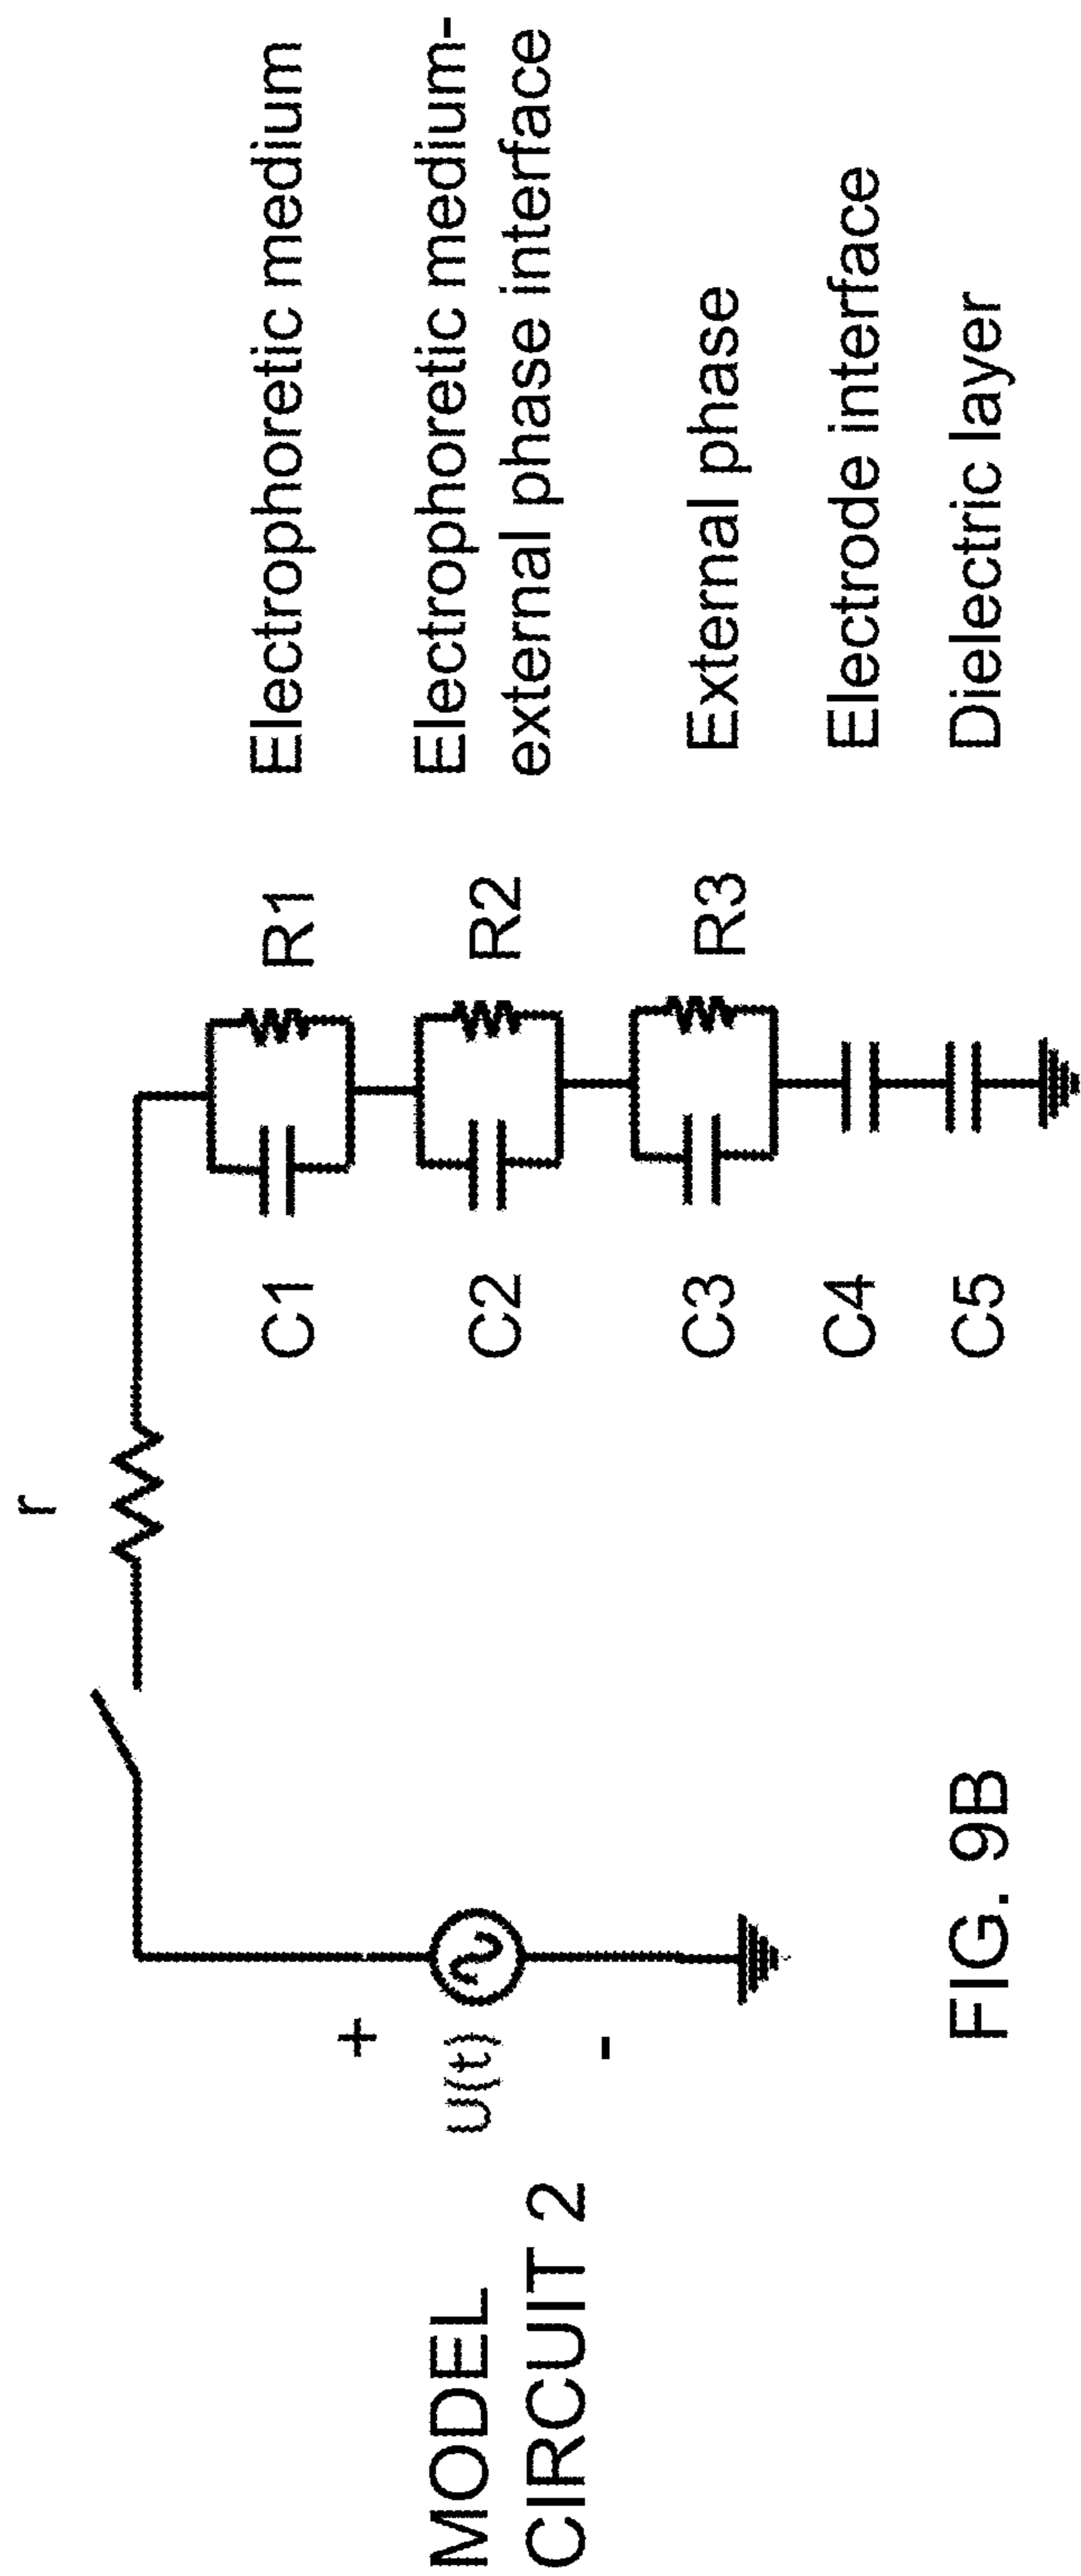 r
+
U(t)
-
MODEL
CIRCUIT 2
C1
R1
Electrophoretic medium
C2
R2
Electrophoretic medium-
external phase interface
C3
R3
External phase
C4
Electrode interface
C5
Dielectric layer
FIG. 9B